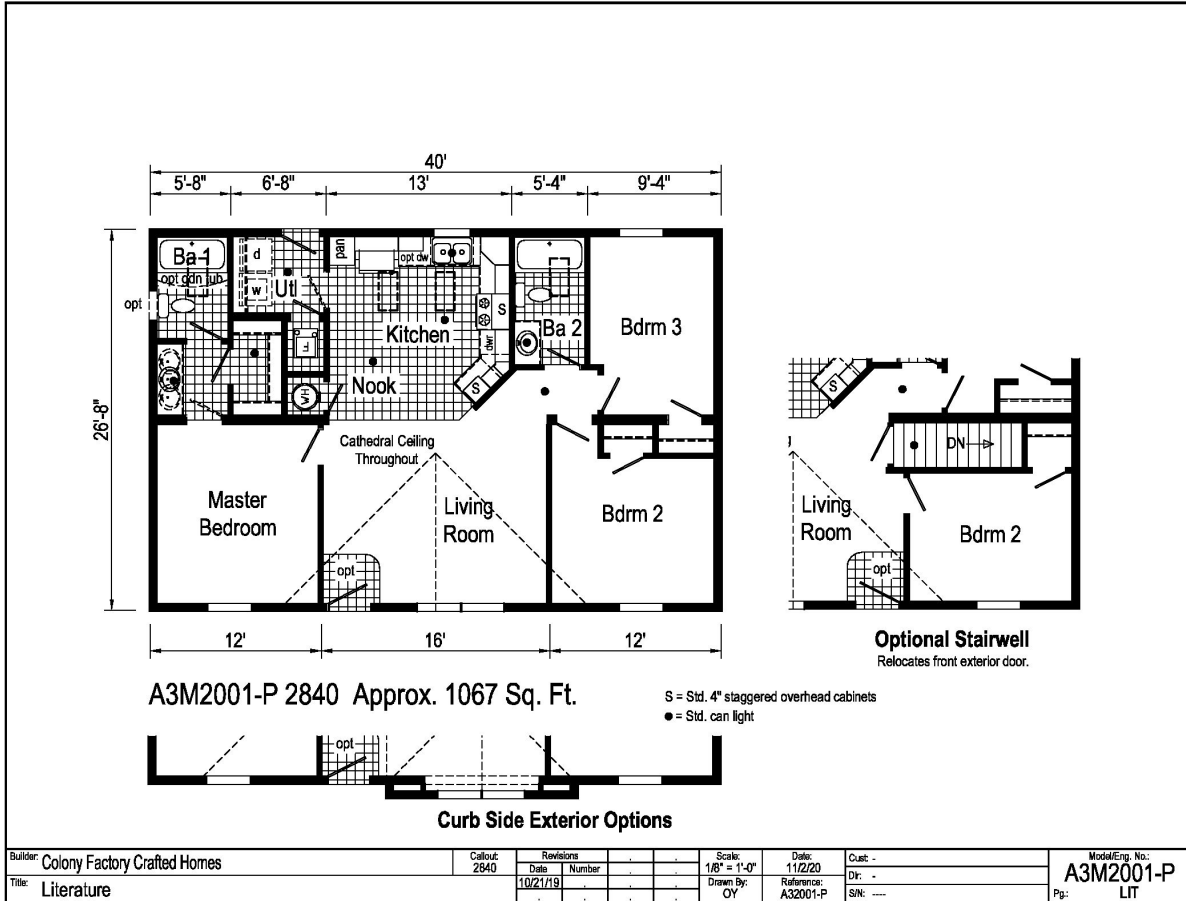 40'
5'-8" 6'-8" 13' 5'-4" 9'-4"
26'-8"
Ba-1
opt gdn tub
opt
d
w
Utl
pan
opt dw
S
Kitchen
dwr
S
Nook
LF
WH
Ba 2
Bdrm 3
Cathedral Ceiling
Throughout
Master
Bedroom
Living
Room
Bdrm 2
opt
12' 16' 12'
S
DN
Living
Room
Bdrm 2
opt
Optional Stairwell
Relocates front exterior door.
A3M2001-P 2840 Approx. 1067 Sq. Ft.
S = Std. 4" staggered overhead cabinets
● = Std. can light
opt
Curb Side Exterior Options
Builder: Colony Factory Crafted Homes
Title: Literature
Callout:
2840
Revisions
Date Number
10/21/19
Scale:
1/8" = 1'-0"
Drawn By:
OY
Date:
11/2/20
Reference:
A32001-P
Cust: -
Dir: -
S/N: ----
Model/Eng. No.:
A3M2001-P
Pg.: LIT